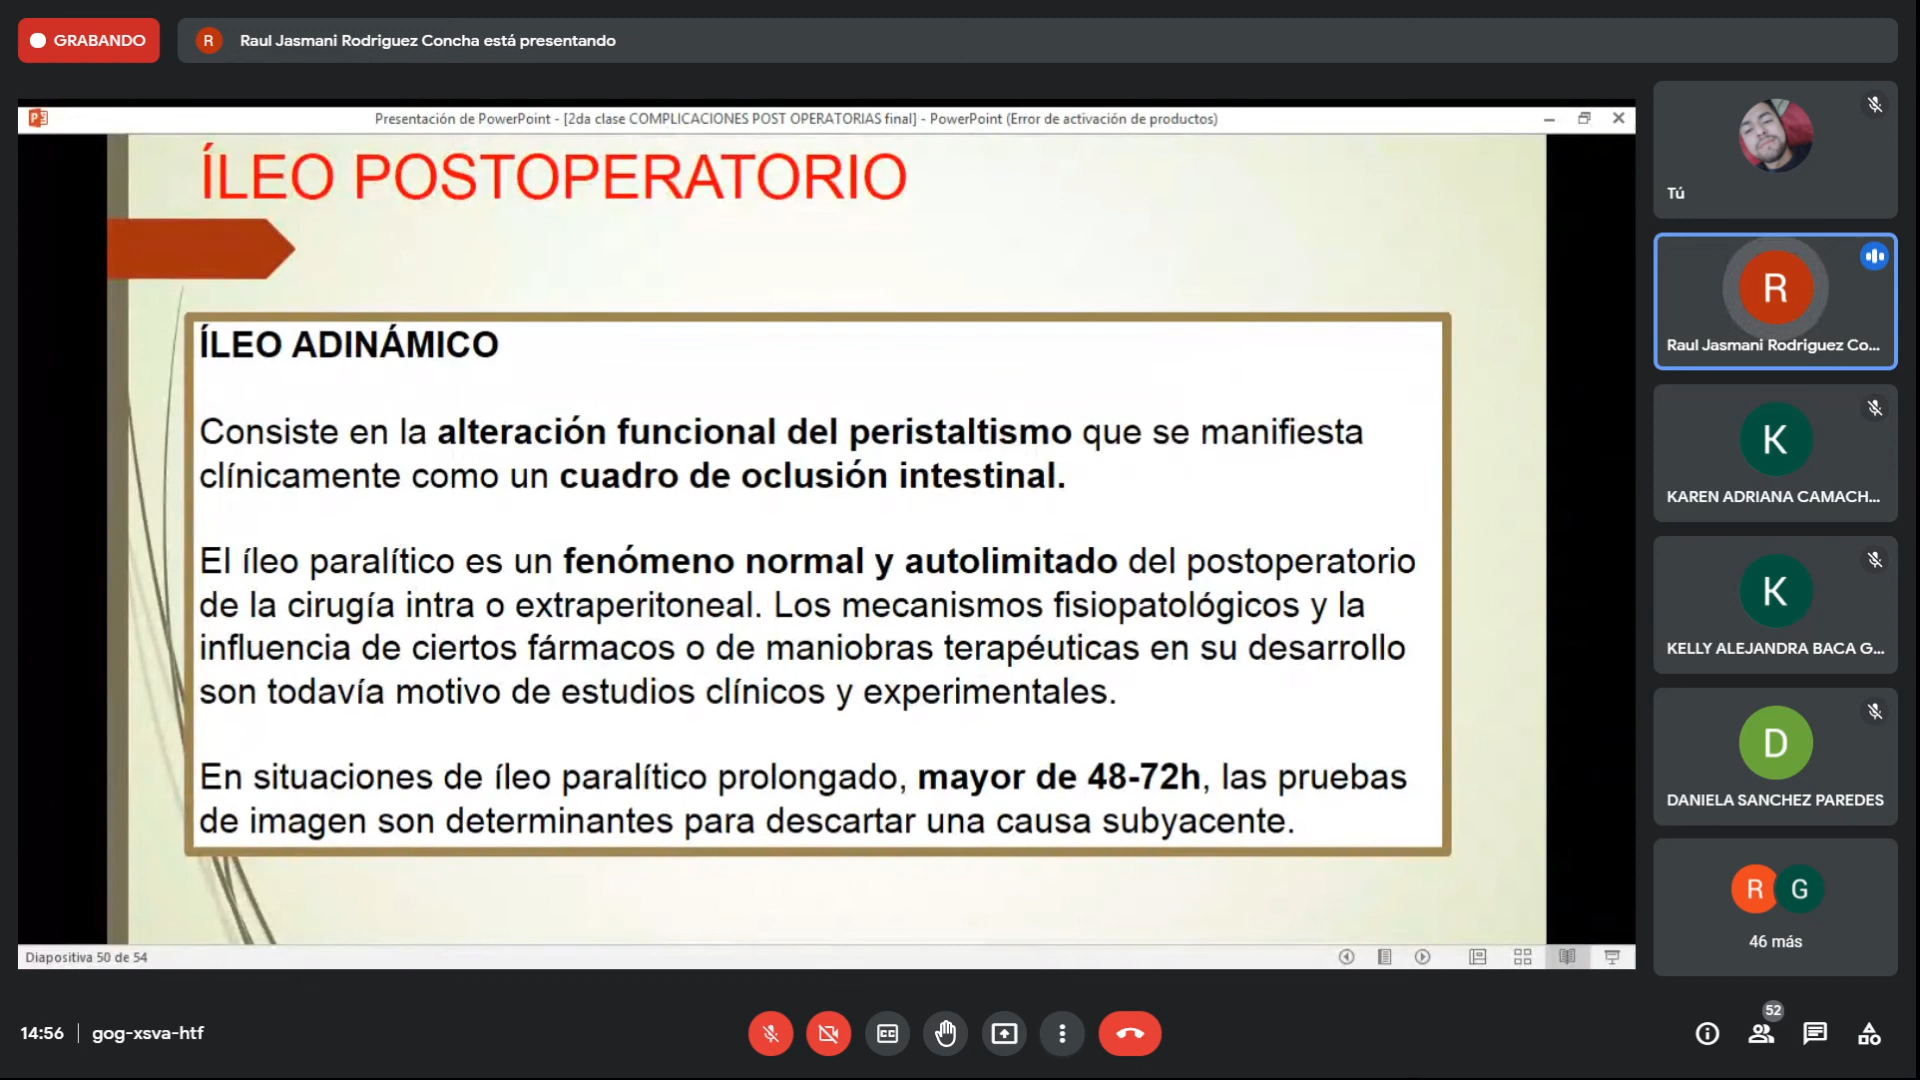 GRABANDO
R
Raul Jasmani Rodriguez Concha está presentando
Presentación de PowerPoint - [2da clase COMPLICACIONES POST OPERATORIAS final] - PowerPoint (Error de activación de productos)
ÍLEO POSTOPERATORIO
ÍLEO ADINÁMICO
Consiste en la alteración funcional del peristaltismo que se manifiesta
clínicamente como un cuadro de oclusión intestinal.
El íleo paralítico es un fenómeno normal y autolimitado del postoperatorio
de la cirugía intra o extraperitoneal. Los mecanismos fisiopatológicos y la
influencia de ciertos fármacos o de maniobras terapéuticas en su desarrollo
son todavía motivo de estudios clínicos y experimentales.
En situaciones de íleo paralítico prolongado, mayor de 48-72h, las pruebas
de imagen son determinantes para descartar una causa subyacente.
Diapositiva 50 de 54
Tú
R
Raul Jasmani Rodriguez Co...
K
KAREN ADRIANA CAMACH...
K
KELLY ALEJANDRA BACA G...
D
DANIELA SANCHEZ PAREDES
R G
46 más
14:56 | gog-xsva-htf
CC
52